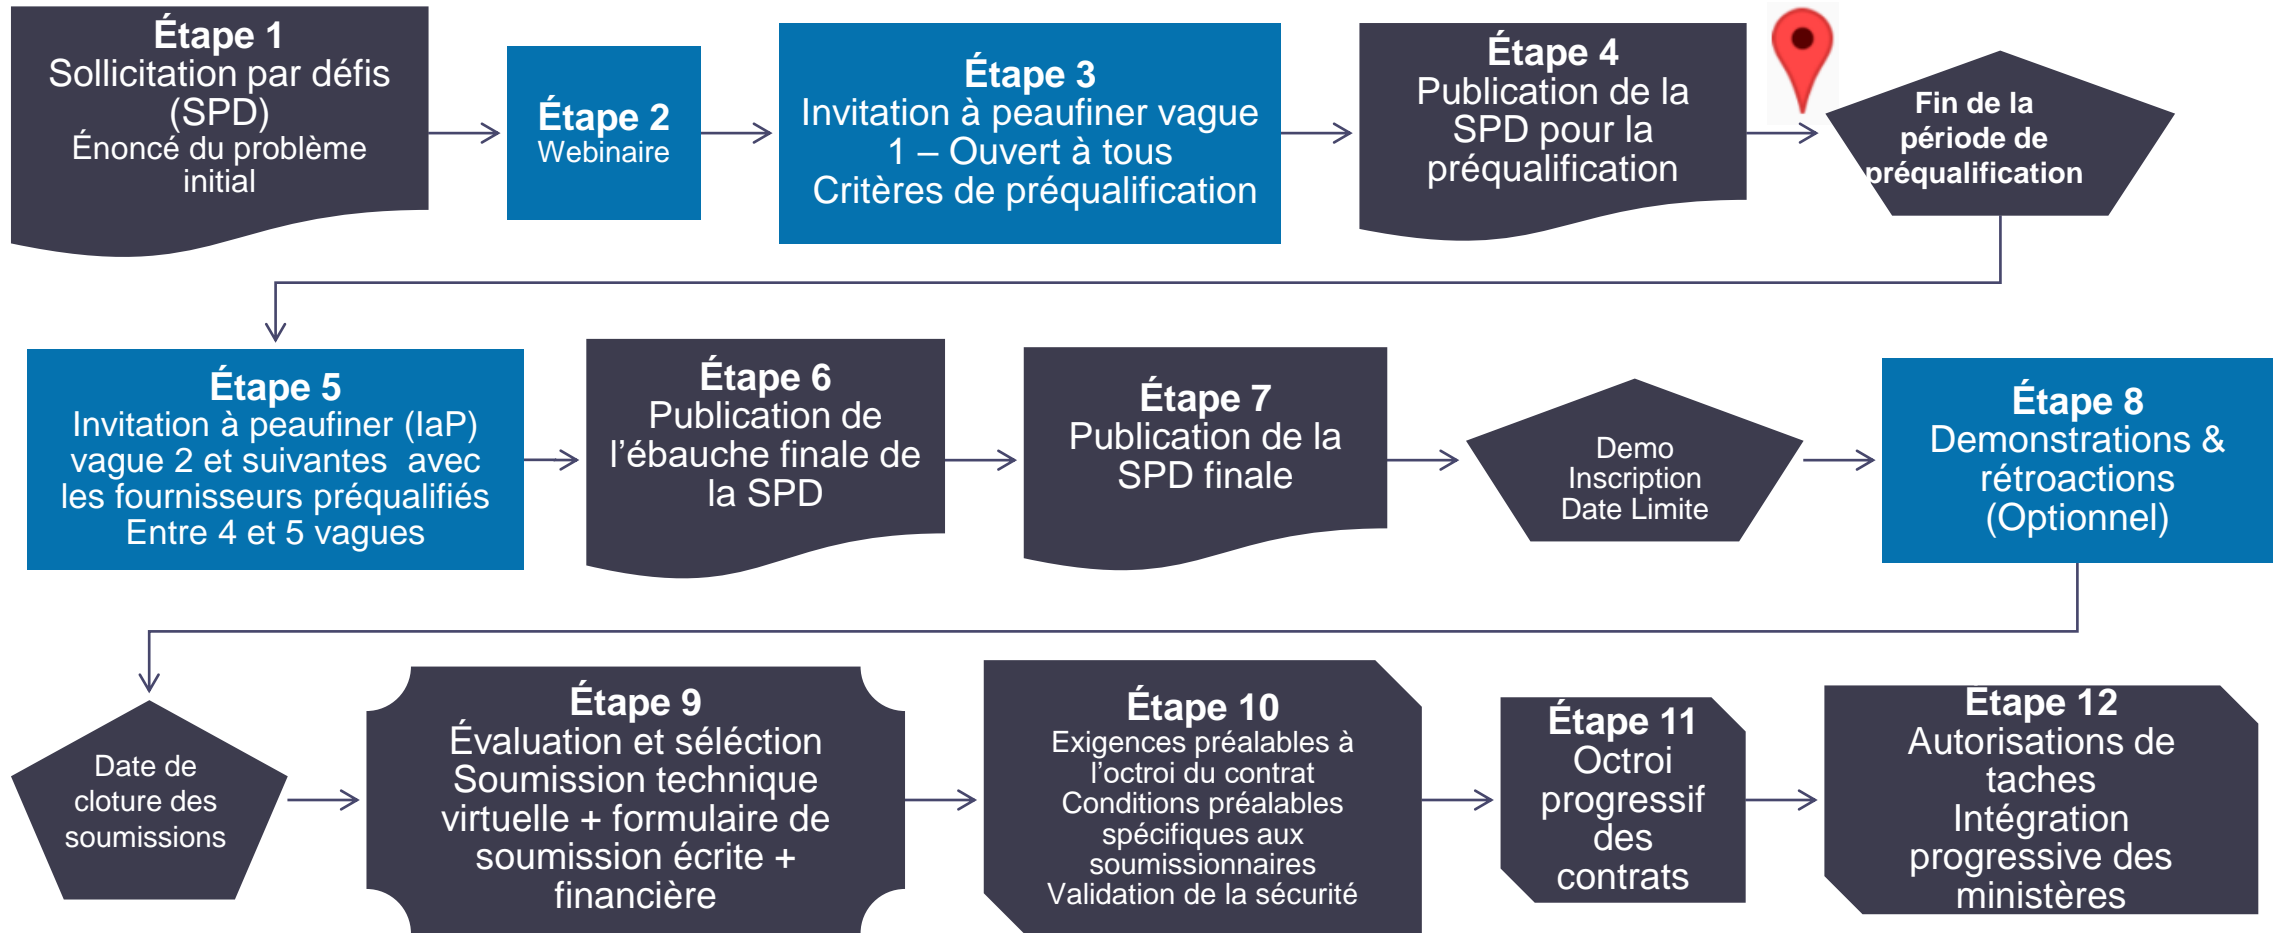 Étape 1
Sollicitation par défis
(SPD)
Énoncé du problème
initial
Étape 2
Webinaire
Étape 3
Invitation à peaufiner vague
1 – Ouvert à tous
Critères de préqualification
Étape 4
Publication de la
SPD pour la
préqualification
Fin de la
période de
préqualification
Étape 5
Invitation à peaufiner (IaP)
vague 2 et suivantes avec
les fournisseurs préqualifiés
Entre 4 et 5 vagues
Étape 6
Publication de
l’ébauche finale de
la SPD
Étape 7
Publication de la
SPD finale
Demo
Inscription
Date Limite
Étape 8
Demonstrations &
rétroactions
(Optionnel)
Date de
cloture des
soumissions
Étape 9
Évaluation et séléction
Soumission technique
virtuelle + formulaire de
soumission écrite +
financière
Étape 10
Exigences préalables à
l’octroi du contrat
Conditions préalables
spécifiques aux
soumissionnaires
Validation de la sécurité
Étape 11
Octroi
progressif
des
contrats
Étape 12
Autorisations de
taches
Intégration
progressive des
ministères